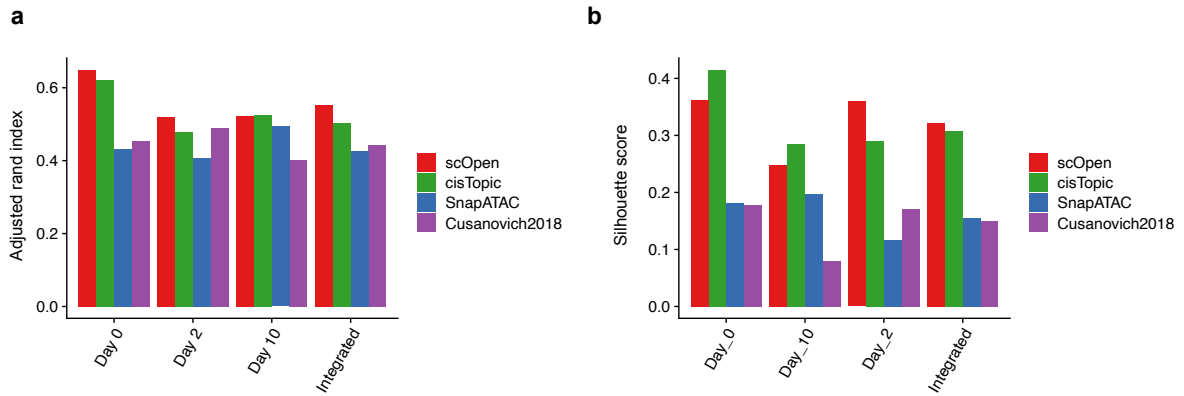 a
Adjusted rand index
0.6
0.4
0.2
0.0
Day 0
Day 2
Day 10
Integrated
scOpen
cisTopic
SnapATAC
Cusanovich2018
b
Silhouette score
0.4
0.3
0.2
0.1
0.0
Day_0
Day_10
Day_2
Integrated
scOpen
cisTopic
SnapATAC
Cusanovich2018